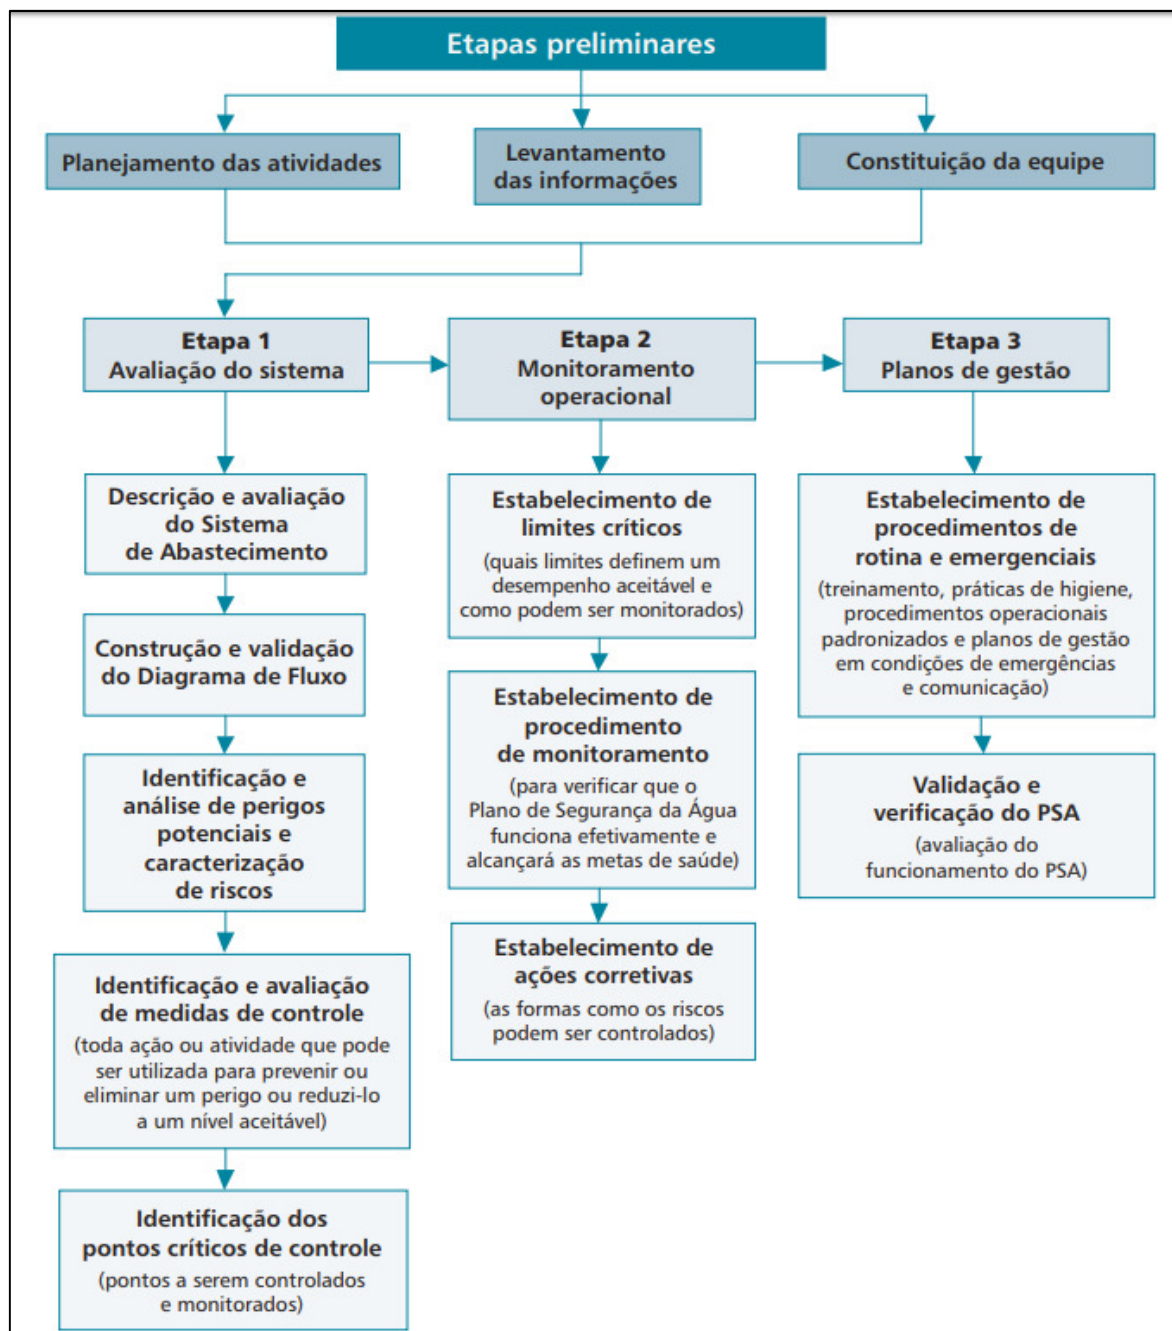 Etapas preliminares
Planejamento das atividades
Levantamento
das informações
Constituição da equipe
Etapa 1
Avaliação do sistema
Etapa 2
Monitoramento
operacional
Etapa 3
Planos de gestão
Descrição e avaliação
do Sistema
de Abastecimento
Construção e validação
do Diagrama de Fluxo
Identificação e
análise de perigos
potenciais e
caracterização
de riscos
Identificação e avaliação
de medidas de controle
(toda ação ou atividade que pode
ser utilizada para prevenir ou
eliminar um perigo ou reduzi-lo
a um nível aceitável)
Identificação dos
pontos críticos de controle
(pontos a serem controlados
e monitorados)
Estabelecimento de
limites críticos
(quais limites definem um
desempenho aceitável e
como podem ser monitorados)
Estabelecimento de
procedimento
de monitoramento
(para verificar que o
Plano de Segurança da Água
funciona efetivamente e
alcançará as metas de saúde)
Estabelecimento de
ações corretivas
(as formas como os riscos
podem ser controlados)
Estabelecimento de
procedimentos de
rotina e emergenciais
(treinamento, práticas de higiene,
procedimentos operacionais
padronizados e planos de gestão
em condições de emergências
e comunicação)
Validação e
verificação do PSA
(avaliação do
funcionamento do PSA)